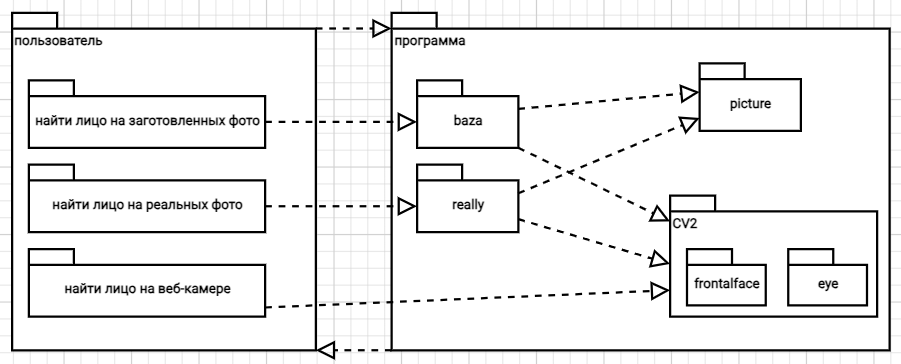 пользователь
программа
найти лицо на заготовленных фото
baza
picture
найти лицо на реальных фото
really
CV2
найти лицо на веб-камере
frontalface
eye